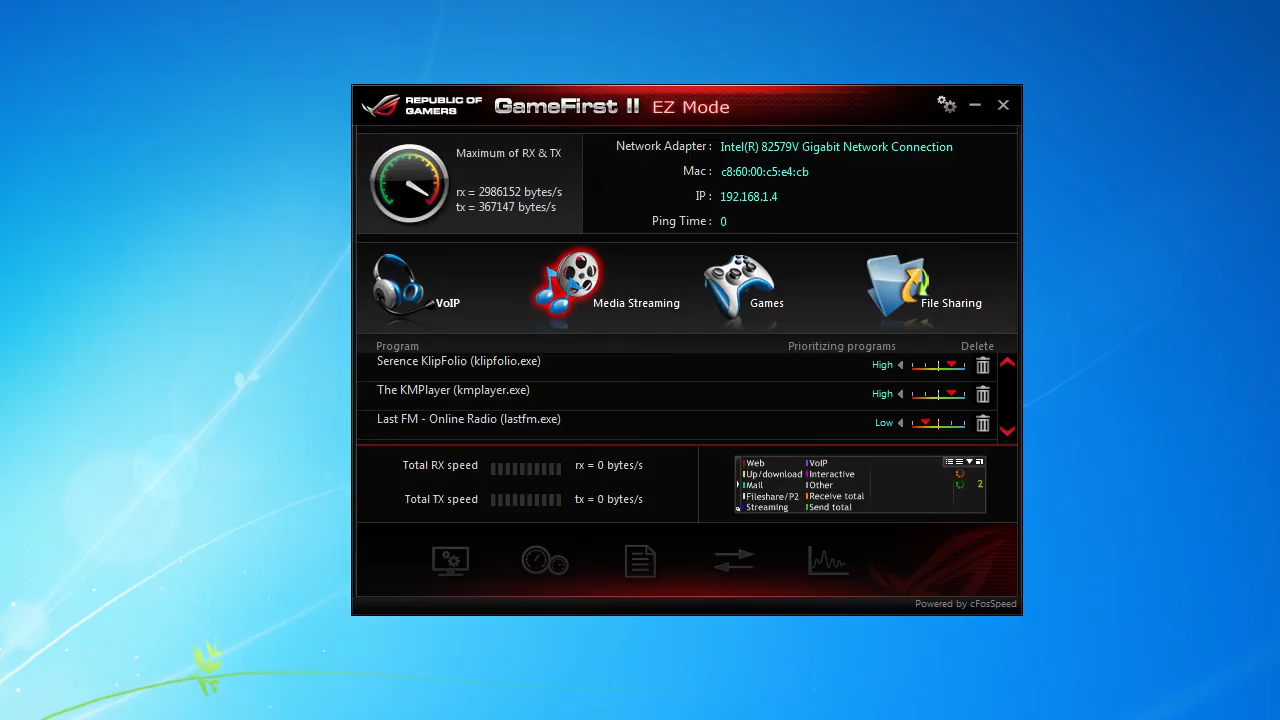 REPUBLIC OF
GAMERS
GameFirst II EZ Mode
Maximum of RX & TX
rx = 2986152 bytes/s
tx = 367147 bytes/s
Network Adapter : Intel(R) 82579V Gigabit Network Connection
Mac : c8:60:00:c5:e4:cb
IP : 192.168.1.4
Ping Time : 0
VoIP
Media Streaming
Games
File Sharing
Program Prioritizing programs Delete
Serence KlipFolio (klipfolio.exe) High
The KMPlayer (kmplayer.exe) High
Last FM - Online Radio (lastfm.exe) Low
Total RX speed rx = 0 bytes/s
Total TX speed tx = 0 bytes/s
Web VoIP
Up/download Interactive
Mail Other 2
Fileshare/P2 Receive total
Streaming Send total
Powered by cFosSpeed